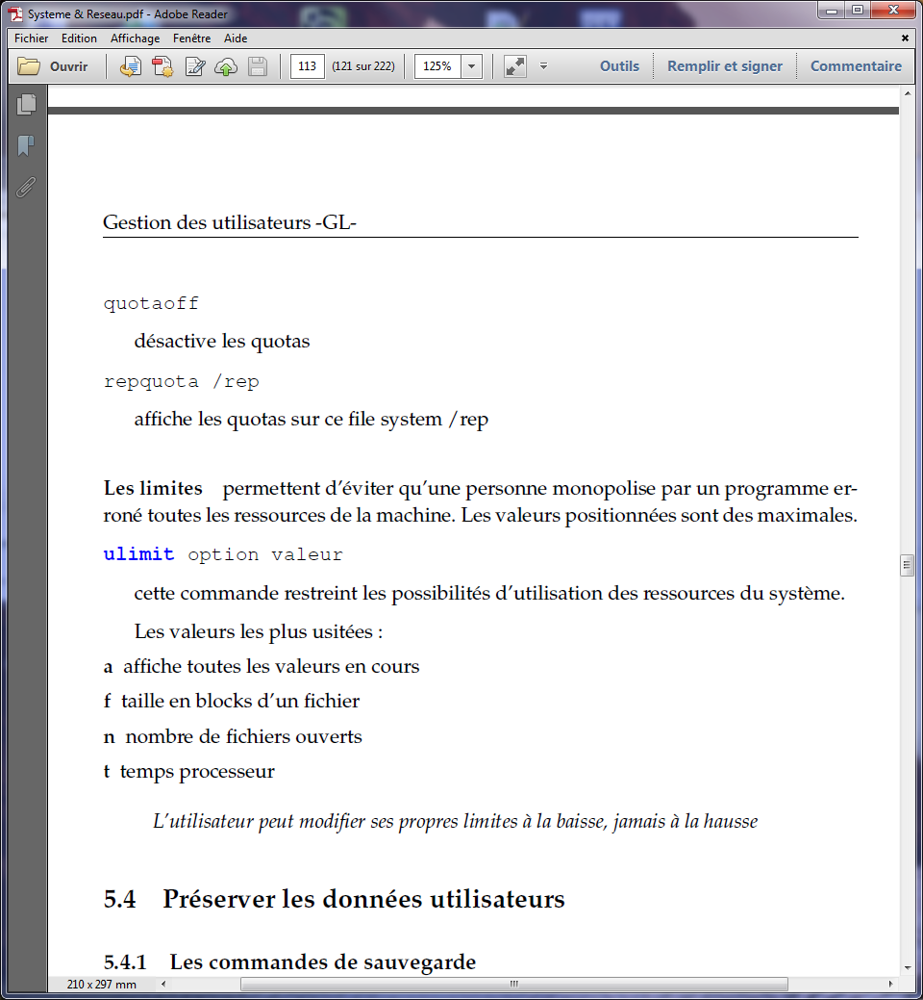 Systeme & Reseau.pdf - Adobe Reader
Fichier Edition Affichage Fenêtre Aide
Ouvrir 113 (121 sur 222) 125% Outils Remplir et signer Commentaire
Gestion des utilisateurs -GL-
quotaoff
désactive les quotas
repquota /rep
affiche les quotas sur ce file system /rep
Les limites permettent d'éviter qu'une personne monopolise par un programme er-
roné toutes les ressources de la machine. Les valeurs positionnées sont des maximales.
ulimit option valeur
cette commande restreint les possibilités d'utilisation des ressources du système.
Les valeurs les plus usitées :
a affiche toutes les valeurs en cours
f taille en blocks d'un fichier
n nombre de fichiers ouverts
t temps processeur
L'utilisateur peut modifier ses propres limites à la baisse, jamais à la hausse
5.4 Préserver les données utilisateurs
5.4.1 Les commandes de sauvegarde
210 x 297 mm